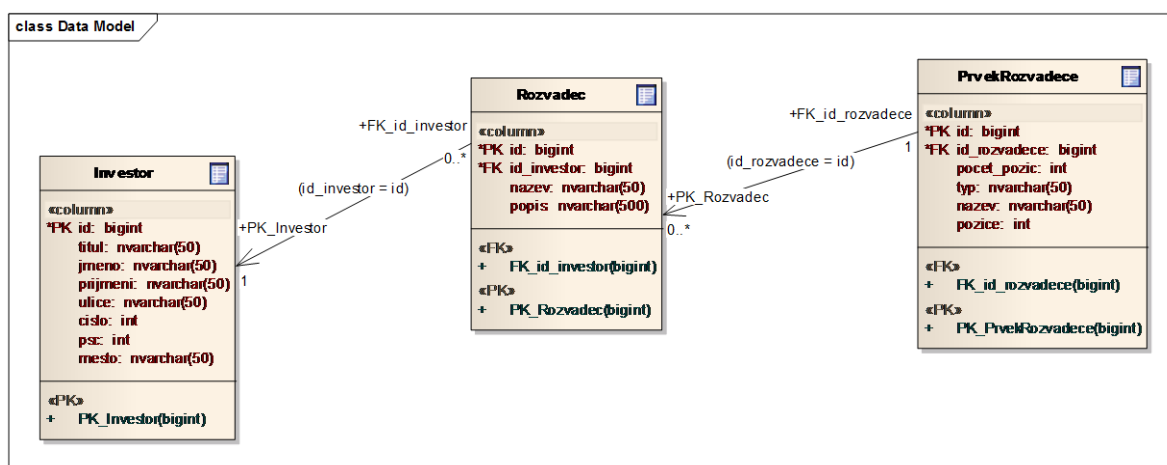 class Data Model
Investor
«column»
*PK id: bigint
titul: nvarchar(50)
jmeno: nvarchar(50)
prijmeni: nvarchar(50)
ulice: nvarchar(50)
cislo: int
psc: int
mesto: nvarchar(50)
«PK»
+ PK_Investor(bigint)
+FK_id_investor
0..*
(id_investor = id)
+PK_Investor
1
Rozvadec
«column»
*PK id: bigint
*FK id_investor: bigint
nazev: nvarchar(50)
popis: nvarchar(500)
«FK»
+ FK_id_investor(bigint)
«PK»
+ PK_Rozvadec(bigint)
+FK_id_rozvadece
1
(id_rozvadece = id)
+PK_Rozvadec
0..*
PrvekRozvadece
«column»
*PK id: bigint
*FK id_rozvadece: bigint
pocet_pozic: int
typ: nvarchar(50)
nazev: nvarchar(50)
pozice: int
«FK»
+ FK_id_rozvadece(bigint)
«PK»
+ PK_PrvekRozvadece(bigint)